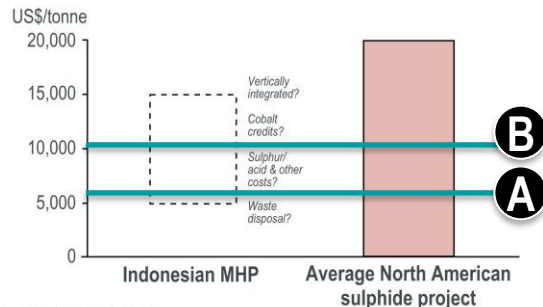 US$/tonne
20,000
15,000
10,000
5,000
0
Vertically
integrated?
Cobalt
credits?
Sulphur/
acid & other
costs?
Waste
disposal?
B
A
Indonesian MHP
Average North American
sulphide project